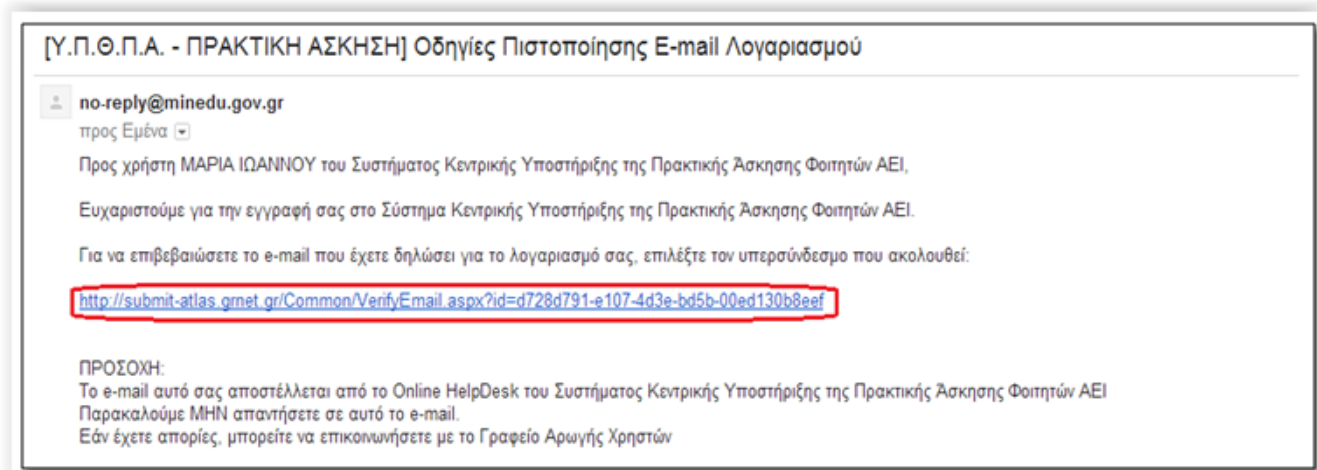 [Υ.Π.Θ.Π.Α. - ΠΡΑΚΤΙΚΗ ΑΣΚΗΣΗ] Οδηγίες Πιστοποίησης E-mail Λογαριασμού
no-reply@minedu.gov.gr
προς Εμένα
Προς χρήστη ΜΑΡΙΑ ΙΩΑΝΝΟΥ του Συστήματος Κεντρικής Υποστήριξης της Πρακτικής Άσκησης Φοιτητών ΑΕΙ,
Ευχαριστούμε για την εγγραφή σας στο Σύστημα Κεντρικής Υποστήριξης της Πρακτικής Άσκησης Φοιτητών ΑΕΙ.
Για να επιβεβαιώσετε το e-mail που έχετε δηλώσει για το λογαριασμό σας, επιλέξτε τον υπερσύνδεσμο που ακολουθεί:
http://submit-atlas.grnet.gr/Common/VerifyEmail.aspx?id=d728d791-e107-4d3e-bd5b-00ed130b8eef
ΠΡΟΣΟΧΗ:
Το e-mail αυτό σας αποστέλλεται από το Online HelpDesk του Συστήματος Κεντρικής Υποστήριξης της Πρακτικής Άσκησης Φοιτητών ΑΕΙ
Παρακαλούμε ΜΗΝ απαντήσετε σε αυτό το e-mail.
Εάν έχετε απορίες, μπορείτε να επικοινωνήσετε με το Γραφείο Αρωγής Χρηστών